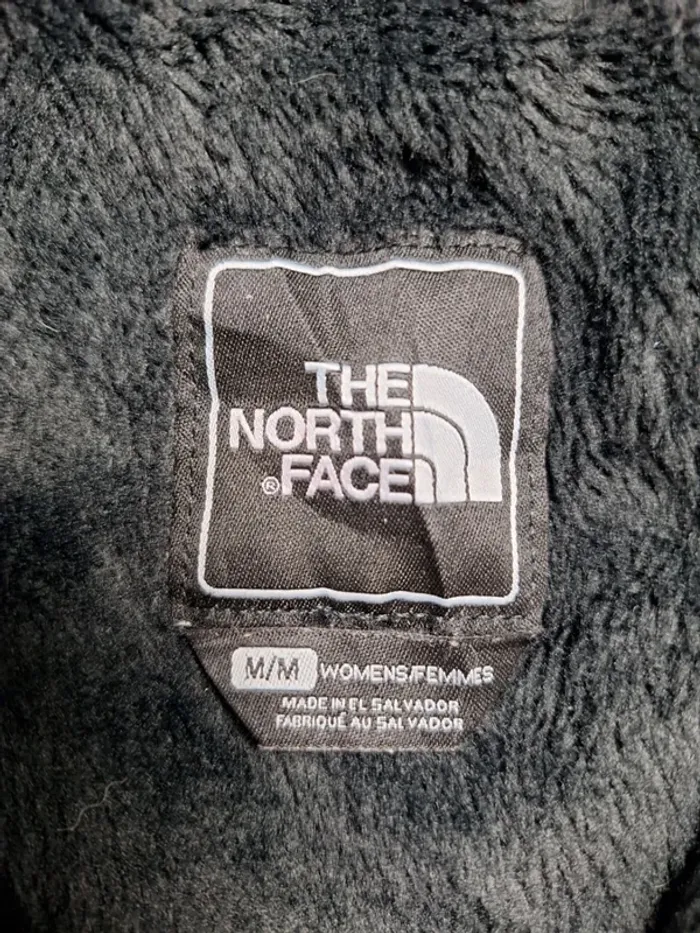 THE
NORTH
®FACE
M/M WOMENS/FEMMES
MADE IN EL SALVADOR
FABRIQUÉ AU SALVADOR